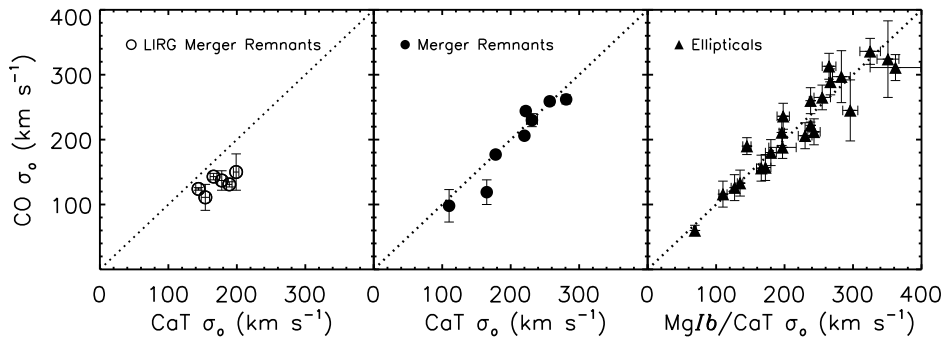 400
300
200
100
CO σₒ (km s⁻¹)
LIRG Merger Remnants
Merger Remnants
Ellipticals
0 100 200 300 0 100 200 300 0 100 200 300 400
CaT σₒ (km s⁻¹)
CaT σₒ (km s⁻¹)
MgIb/CaT σₒ (km s⁻¹)